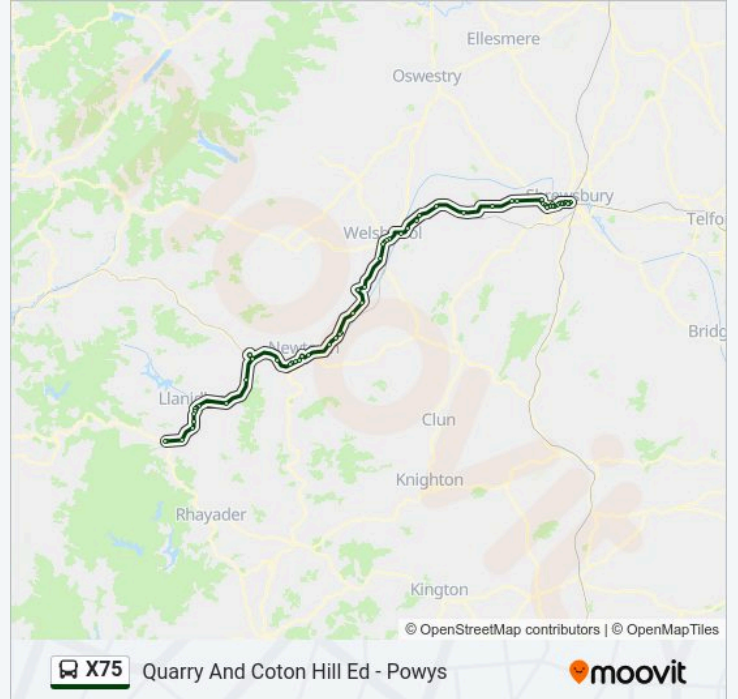 Ellesmere
Oswestry
Shrewsbury
Telfo
Welshpool
Bridg
Newtown
Llanidl
Clun
Knighton
Rhayader
Kington
© OpenStreetMap contributors | © OpenMapTiles
X75 Quarry And Coton Hill Ed - Powys
moovit